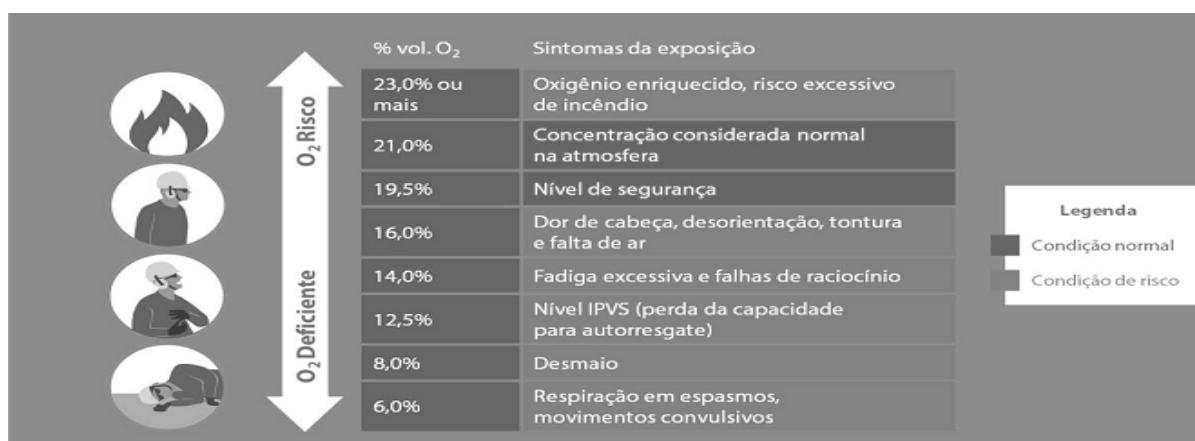 % vol. O₂ Sintomas da exposição
23,0% ou mais Oxigênio enriquecido, risco excessivo de incêndio
21,0% Concentração considerada normal na atmosfera
19,5% Nível de segurança
16,0% Dor de cabeça, desorientação, tontura e falta de ar
14,0% Fadiga excessiva e falhas de raciocínio
12,5% Nível IPVS (perda da capacidade para autorresgate)
8,0% Desmaio
6,0% Respiração em espasmos, movimentos convulsivos
O₂ Risco
O₂ Deficiente
Legenda
Condição normal
Condição de risco